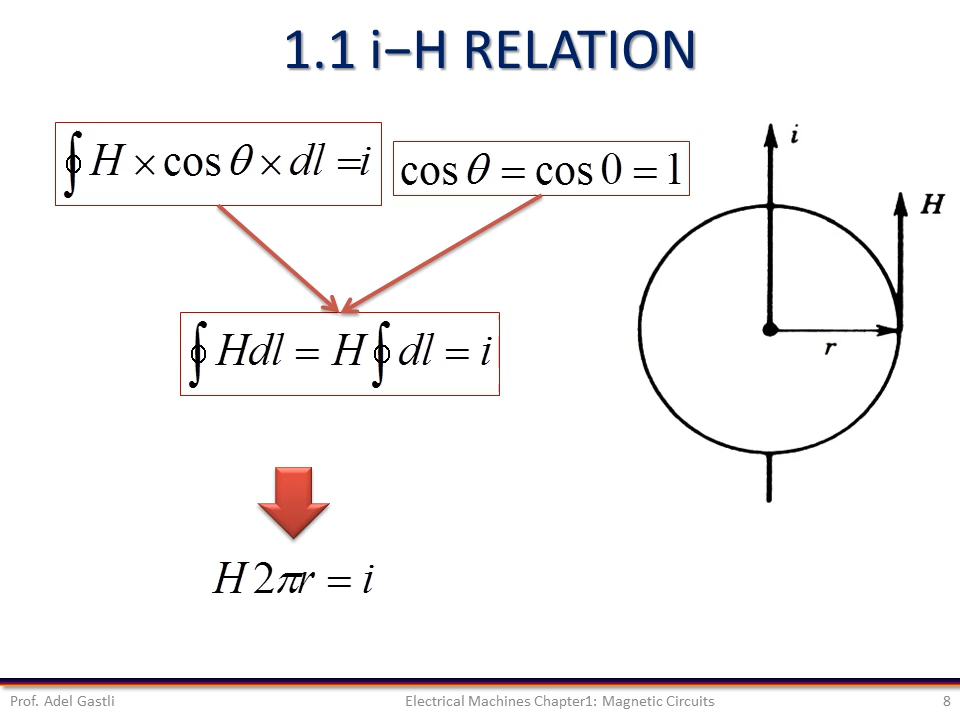 1.1 i–H RELATION
∮ H × cos θ × dl = i
cos θ = cos 0 = 1
∮ Hdl = H ∮ dl = i
H 2πr = i
i
H
r
Prof. Adel Gastli
Electrical Machines Chapter1: Magnetic Circuits
8